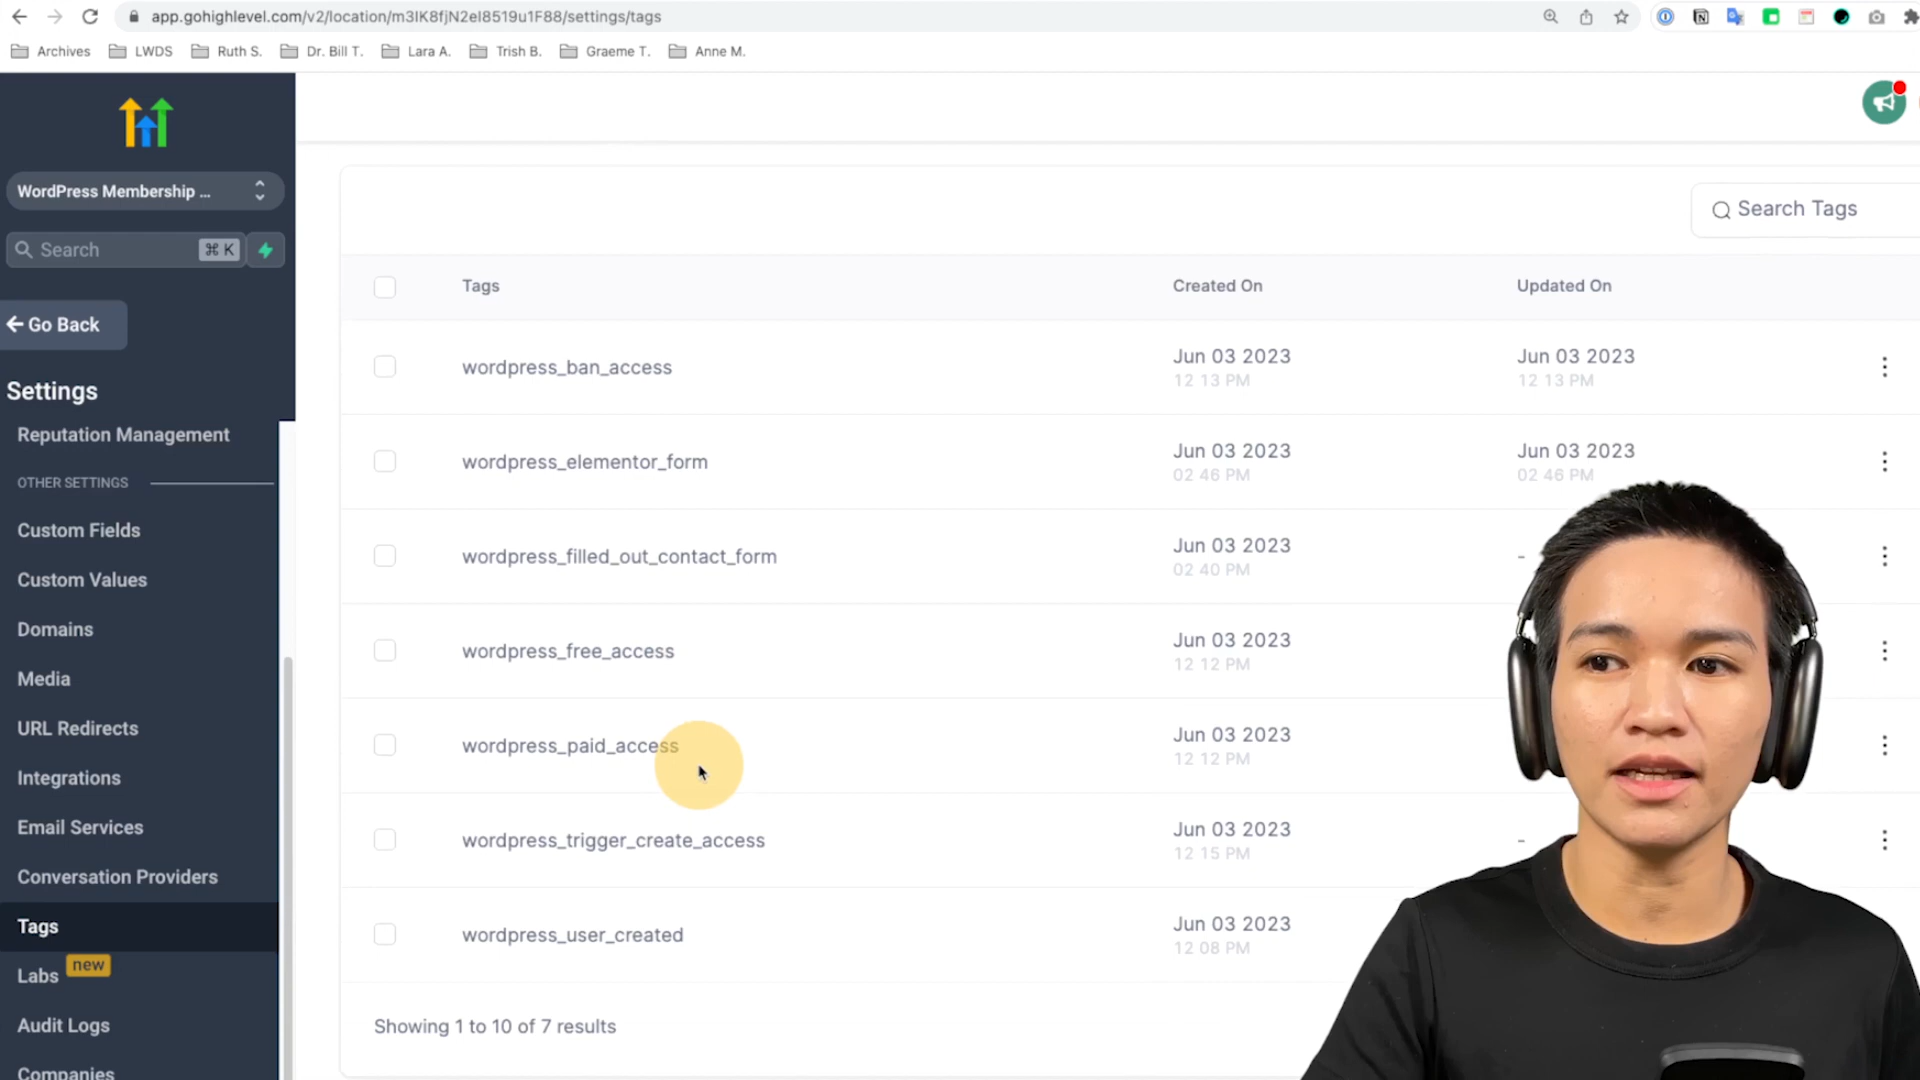 app.gohighlevel.com/v2/location/m3IK8fjN2eI8519u1F88/settings/tags
Archives
LWDS
Ruth S.
Dr. Bill T.
Lara A.
Trish B.
Graeme T.
Anne M.
WordPress Membership ...
Search
⌘ K
Search Tags
Go Back
Settings
Reputation Management
OTHER SETTINGS
Custom Fields
Custom Values
Domains
Media
URL Redirects
Integrations
Email Services
Conversation Providers
Tags
Labs new
Audit Logs
Companies
Tags Created On Updated On
wordpress_ban_access Jun 03 2023 Jun 03 2023
12 13 PM 12 13 PM
wordpress_elementor_form Jun 03 2023 Jun 03 2023
02 46 PM 02 46 PM
wordpress_filled_out_contact_form Jun 03 2023 -
02 40 PM
wordpress_free_access Jun 03 2023
12 12 PM
wordpress_paid_access Jun 03 2023
12 12 PM
wordpress_trigger_create_access Jun 03 2023 -
12 15 PM
wordpress_user_created Jun 03 2023
12 08 PM
Showing 1 to 10 of 7 results